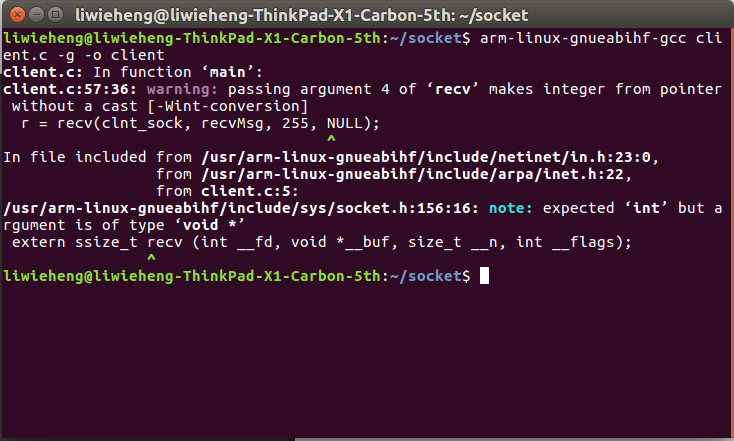 liwieheng@liwieheng-ThinkPad-X1-Carbon-5th: ~/socket
liwieheng@liwieheng-ThinkPad-X1-Carbon-5th:~/socket$ arm-linux-gnueabihf-gcc cli
ent.c -g -o client
client.c: In function ‘main’:
client.c:57:36: warning: passing argument 4 of ‘recv’ makes integer from pointer
 without a cast [-Wint-conversion]
  r = recv(clnt_sock, recvMsg, 255, NULL);
                                    ^
In file included from /usr/arm-linux-gnueabihf/include/netinet/in.h:23:0,
                 from /usr/arm-linux-gnueabihf/include/arpa/inet.h:22,
                 from client.c:5:
/usr/arm-linux-gnueabihf/include/sys/socket.h:156:16: note: expected ‘int’ but a
rgument is of type ‘void *’
 extern ssize_t recv (int __fd, void *__buf, size_t __n, int __flags);
                ^
liwieheng@liwieheng-ThinkPad-X1-Carbon-5th:~/socket$